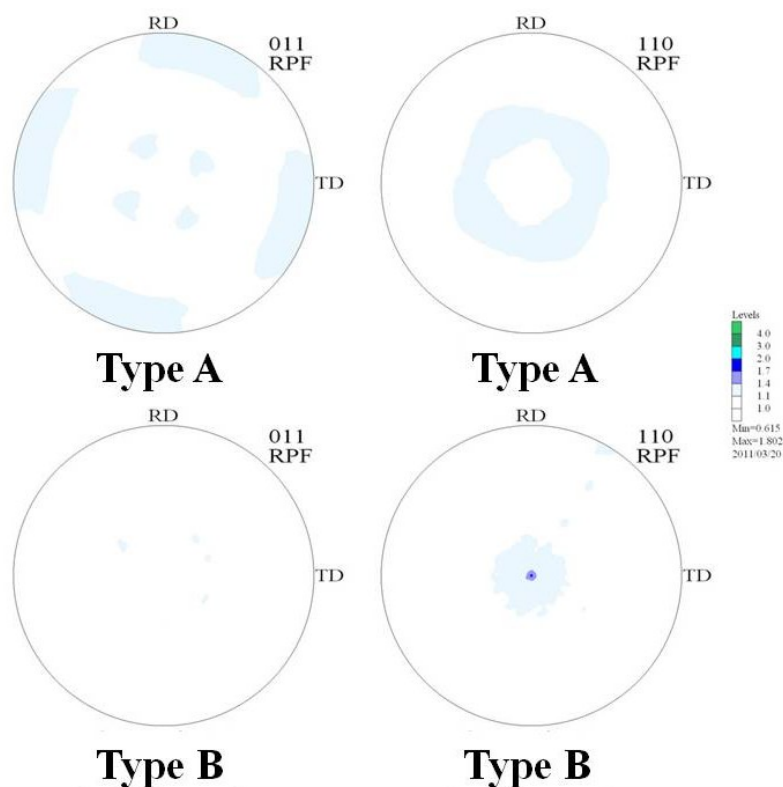 RD
011
RPF
TD
Type A
RD
110
RPF
TD
Type A
Levels
4.0
3.0
2.0
1.7
1.4
1.1
1.0
Min=0.615
Max=1.802
2011/03/20
RD
011
RPF
TD
Type B
RD
110
RPF
TD
Type B